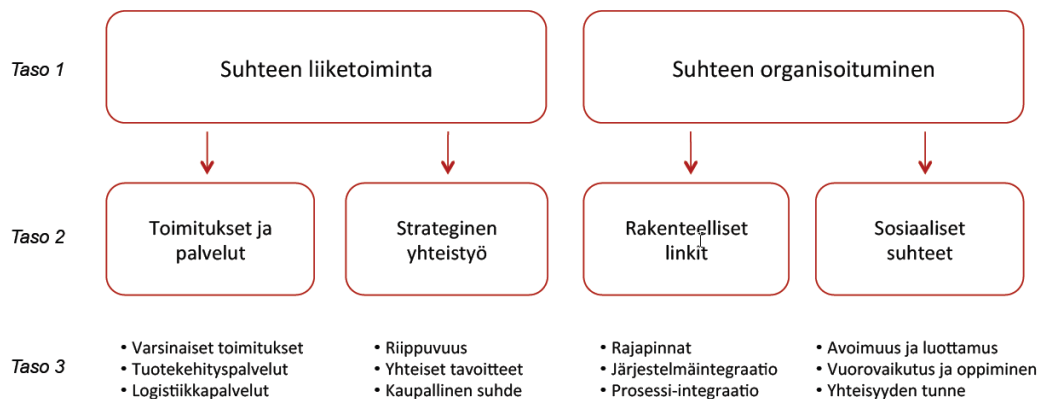 Taso 1
Suhteen liiketoiminta
Suhteen organisoituminen
Taso 2
Toimitukset ja
palvelut
Strateginen
yhteistyö
Rakenteelliset
linkit
Sosiaaliset
suhteet
Taso 3
• Varsinaiset toimitukset
• Tuotekehityspalvelut
• Logistiikkapalvelut
• Riippuvuus
• Yhteiset tavoitteet
• Kaupallinen suhde
• Rajapinnat
• Järjestelmäintegraatio
• Prosessi-integraatio
• Avoimuus ja luottamus
• Vuorovaikutus ja oppiminen
• Yhteisyyden tunne